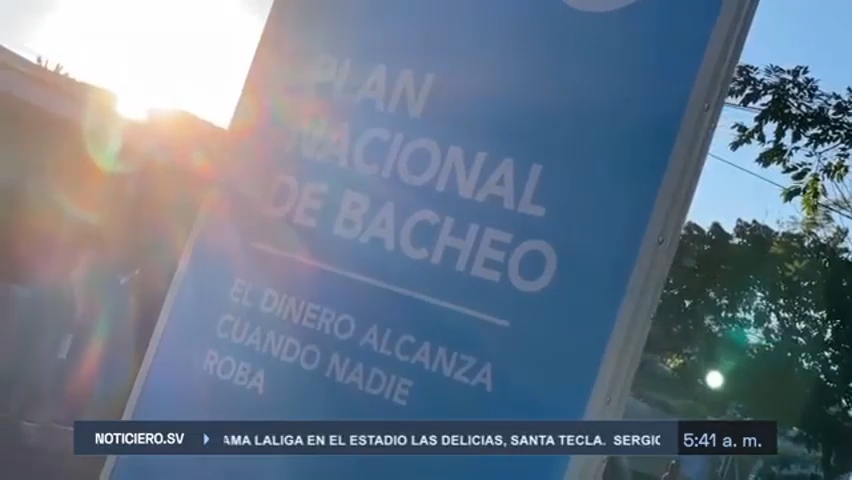 PLAN
NACIONAL
DE BACHEO
EL DINERO ALCANZA
CUANDO NADIE
ROBA
NOTICIERO.SV
AMA LALIGA EN EL ESTADIO LAS DELICIAS, SANTA TECLA. SERGIO
5:41 a. m.